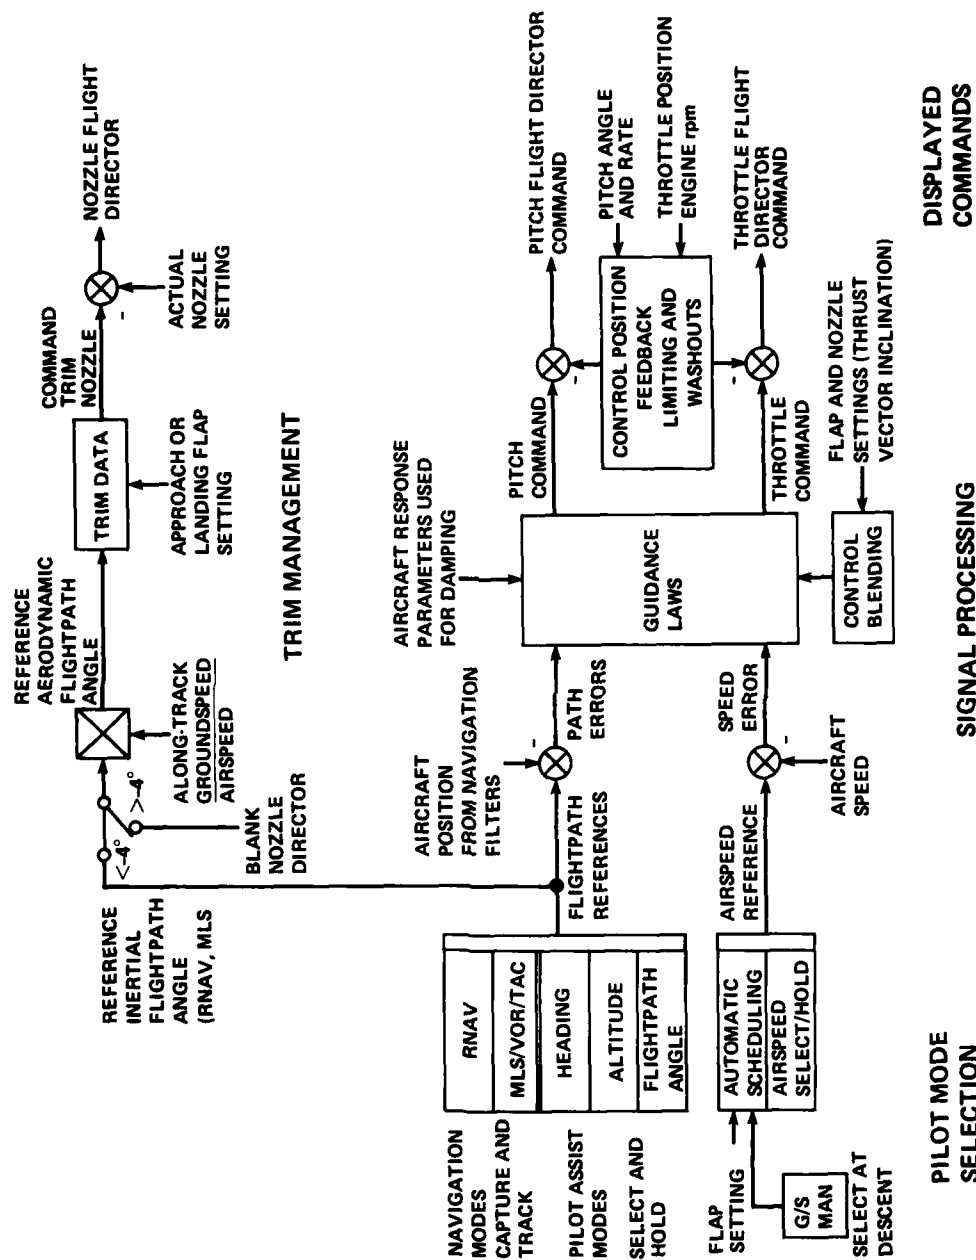 REFERENCE
INERTIAL
FLIGHTPATH
ANGLE
(RNAV, MLS
<-4°
>-4°
BLANK
NOZZLE
DIRECTOR
ALONG-TRACK
GROUNDSPEED
AIRSPEED
REFERENCE
AERODYNAMIC
FLIGHTPATH
ANGLE
TRIM DATA
APPROACH OR
LANDING FLAP
SETTING
COMMAND
TRIM
NOZZLE
-
ACTUAL
NOZZLE
SETTING
NOZZLE FLIGHT
DIRECTOR
TRIM MANAGEMENT
NAVIGATION
MODES
CAPTURE AND
TRACK
PILOT ASSIST
MODES
SELECT AND
HOLD
RNAV
MLS/VOR/TAC
HEADING
ALTITUDE
FLIGHTPATH
ANGLE
FLIGHTPATH
REFERENCES
AIRCRAFT
POSITION
FROM NAVIGATION
FILTERS
-
PATH
ERRORS
AIRCRAFT RESPONSE
PARAMETERS USED
FOR DAMPING
GUIDANCE
LAWS
PITCH
COMMAND
-
PITCH FLIGHT DIRECTOR
COMMAND
CONTROL POSITION
FEEDBACK
LIMITING AND
WASHOUTS
PITCH ANGLE
AND RATE
THROTTLE POSITION
ENGINE rpm
FLAP
SETTING
G/S
MAN
SELECT AT
DESCENT
AUTOMATIC
SCHEDULING
AIRSPEED
SELECT/HOLD
AIRSPEED
REFERENCE
-
AIRCRAFT
SPEED
SPEED
ERROR
THROTTLE
COMMAND
-
THROTTLE FLIGHT
DIRECTOR
COMMAND
CONTROL
BLENDING
FLAP AND NOZZLE
SETTINGS (THRUST
VECTOR INCLINATION)
PILOT MODE
SELECTION
SIGNAL PROCESSING
DISPLAYED
COMMANDS